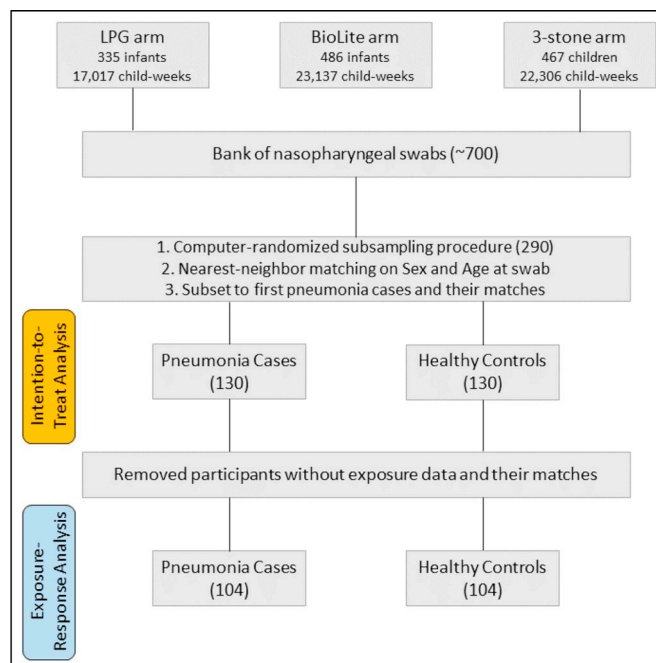 LPG arm
335 infants
17,017 child-weeks
BioLite arm
486 infants
23,137 child-weeks
3-stone arm
467 children
22,306 child-weeks
Bank of nasopharyngeal swabs (~700)
1. Computer-randomized subsampling procedure (290)
2. Nearest-neighbor matching on Sex and Age at swab
3. Subset to first pneumonia cases and their matches
Intention-to-
Treat Analysis
Pneumonia Cases
(130)
Healthy Controls
(130)
Removed participants without exposure data and their matches
Exposure-
Response Analysis
Pneumonia Cases
(104)
Healthy Controls
(104)